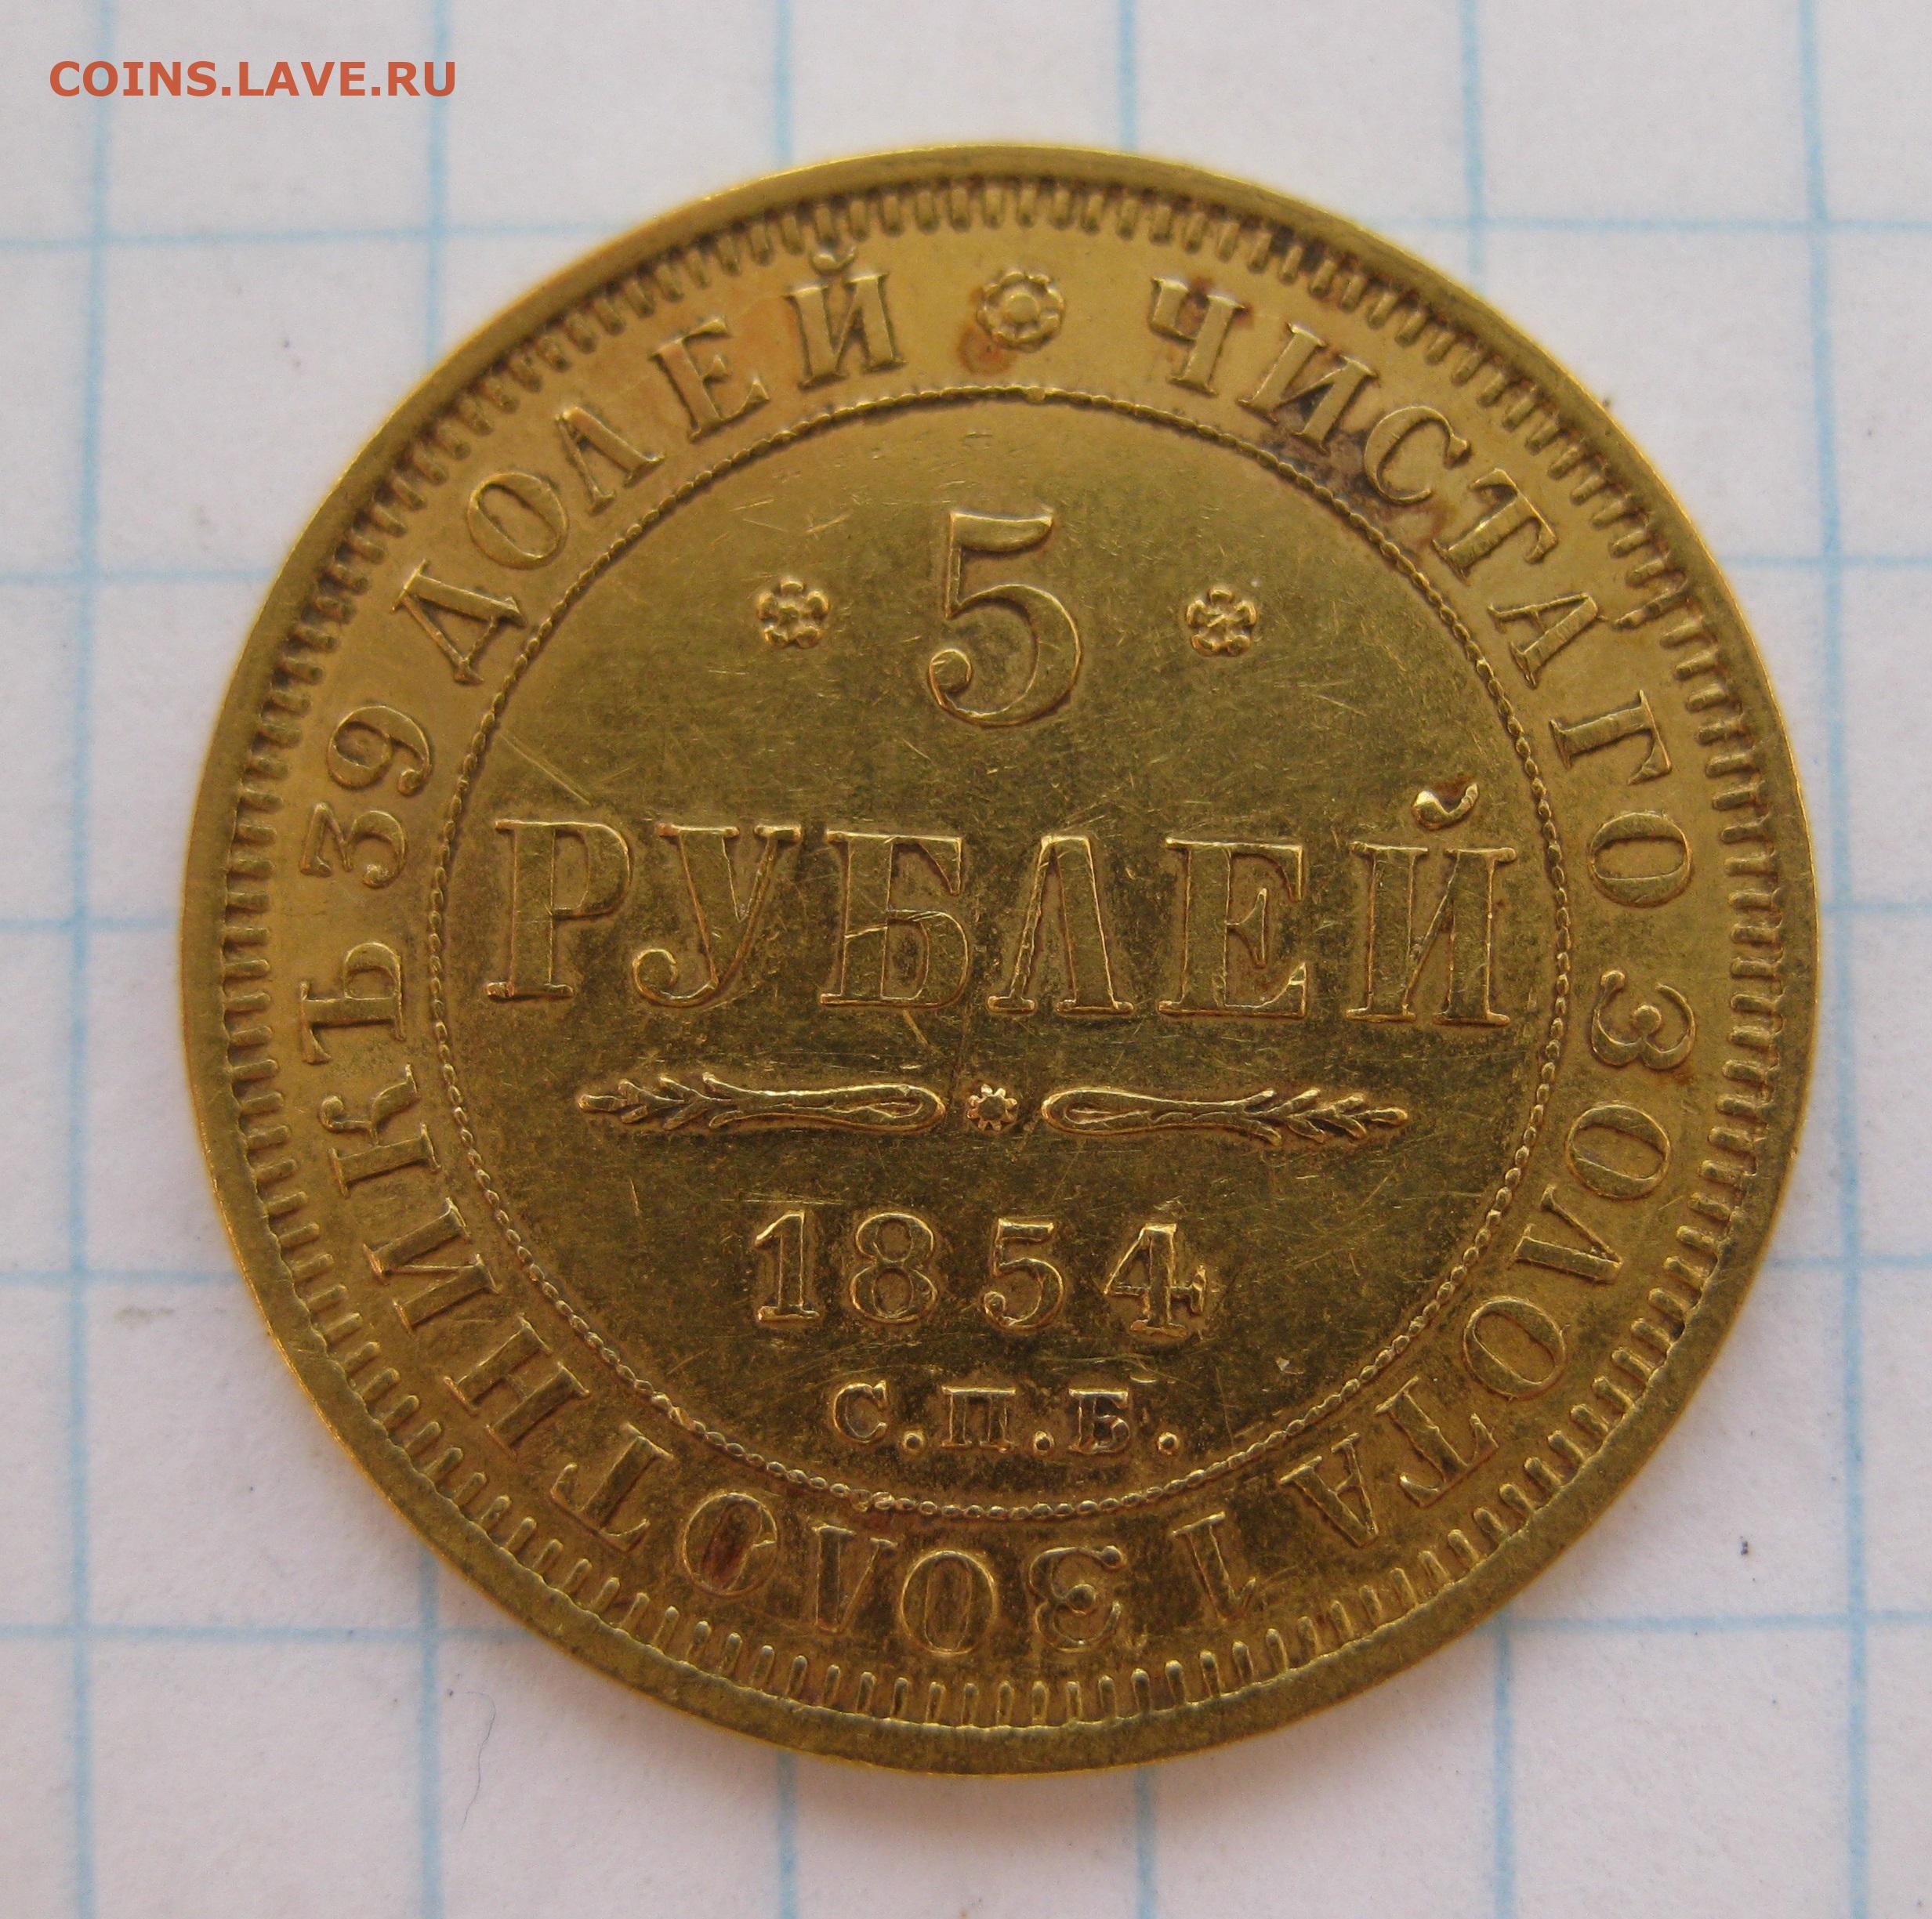 COINS.LAVE.RU
ЧИСТАГО ЗОЛОТА 1 ЗОЛОТНИКЪ 39 ДОЛЕЙ
5
РУБЛЕЙ
1854
С.П.Б.